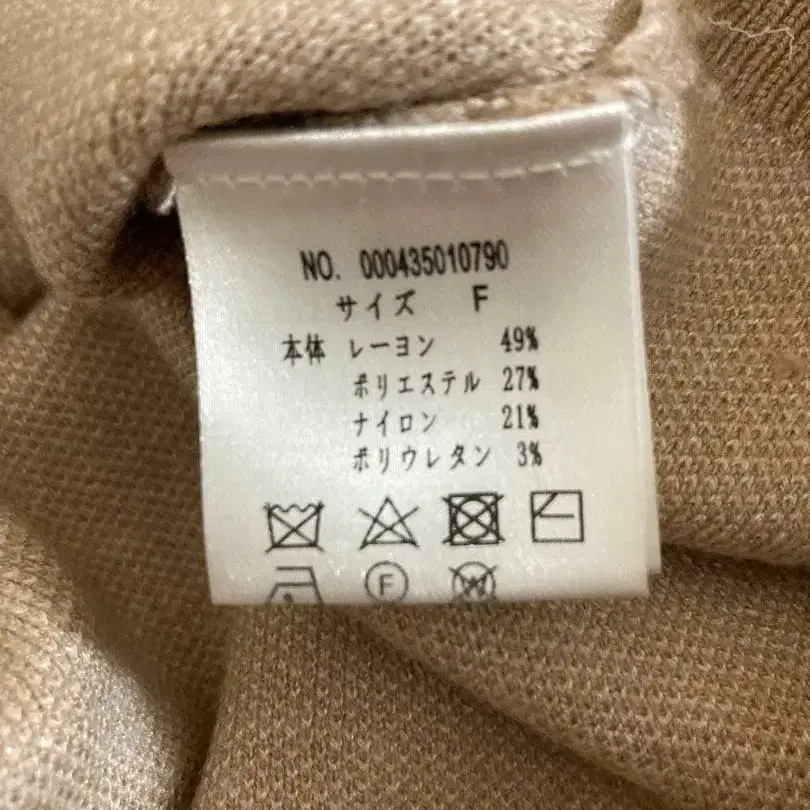 NO. 000435010790
サイズ F
本体 レーヨン 49%
ポリエステル 27%
ナイロン 21%
ポリウレタン 3%
F W